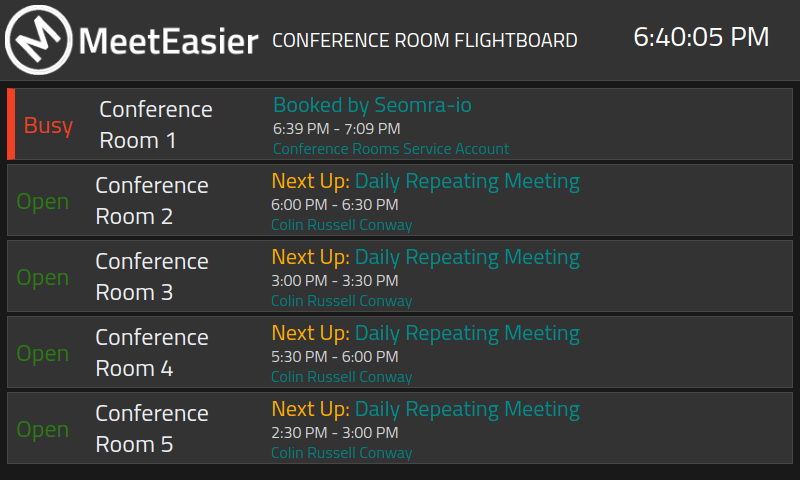 MeetEasier CONFERENCE ROOM FLIGHTBOARD 6:40:05 PM
Busy
Conference
Room 1
Booked by Seomra-io
6:39 PM - 7:09 PM
Conference Rooms Service Account
Open
Conference
Room 2
Next Up: Daily Repeating Meeting
6:00 PM - 6:30 PM
Colin Russell Conway
Open
Conference
Room 3
Next Up: Daily Repeating Meeting
3:00 PM - 3:30 PM
Colin Russell Conway
Open
Conference
Room 4
Next Up: Daily Repeating Meeting
5:30 PM - 6:00 PM
Colin Russell Conway
Open
Conference
Room 5
Next Up: Daily Repeating Meeting
2:30 PM - 3:00 PM
Colin Russell Conway